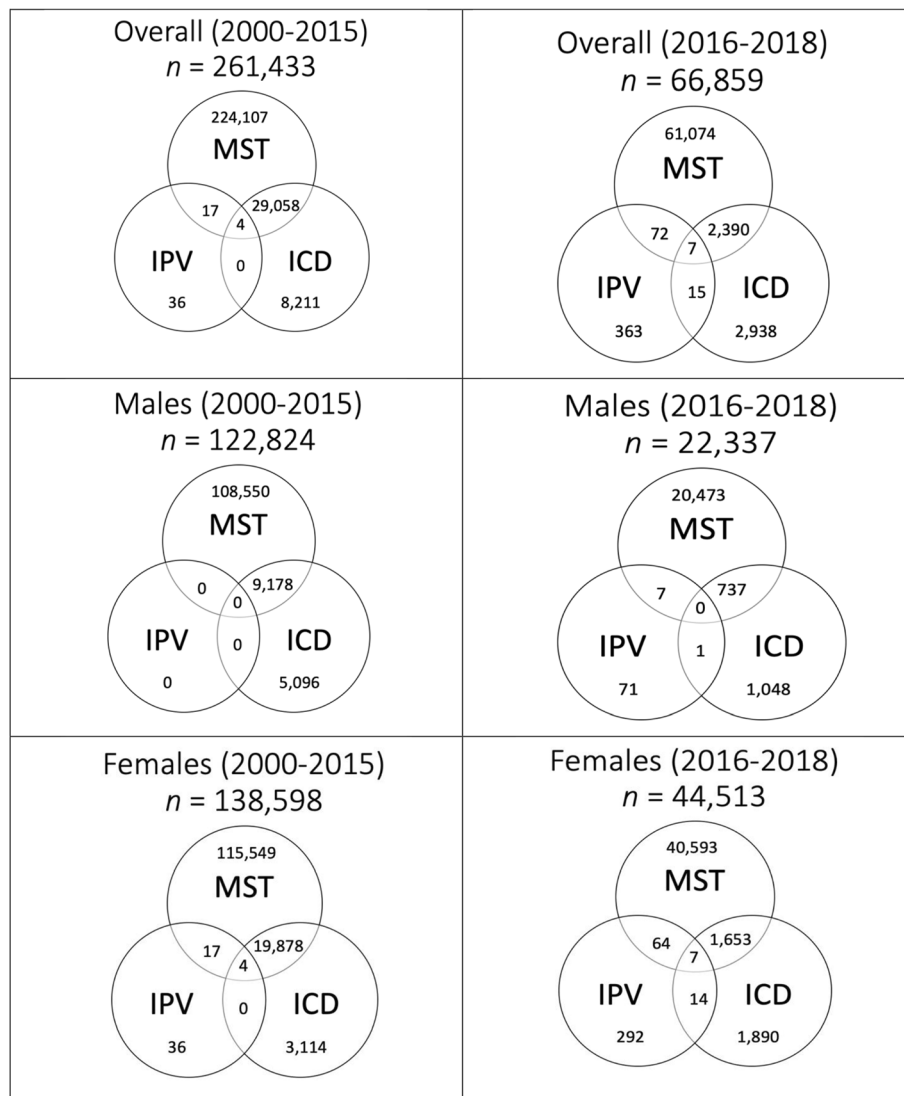 Overall (2000-2015)
n = 261,433
224,107
MST
17
29,058
4
IPV
0
ICD
36
8,211
Overall (2016-2018)
n = 66,859
61,074
MST
72
2,390
7
IPV
15
ICD
363
2,938
Males (2000-2015)
n = 122,824
108,550
MST
0
9,178
0
IPV
0
ICD
0
5,096
Males (2016-2018)
n = 22,337
20,473
MST
7
737
0
IPV
1
ICD
71
1,048
Females (2000-2015)
n = 138,598
115,549
MST
17
19,878
4
IPV
0
ICD
36
3,114
Females (2016-2018)
n = 44,513
40,593
MST
64
1,653
7
IPV
14
ICD
292
1,890